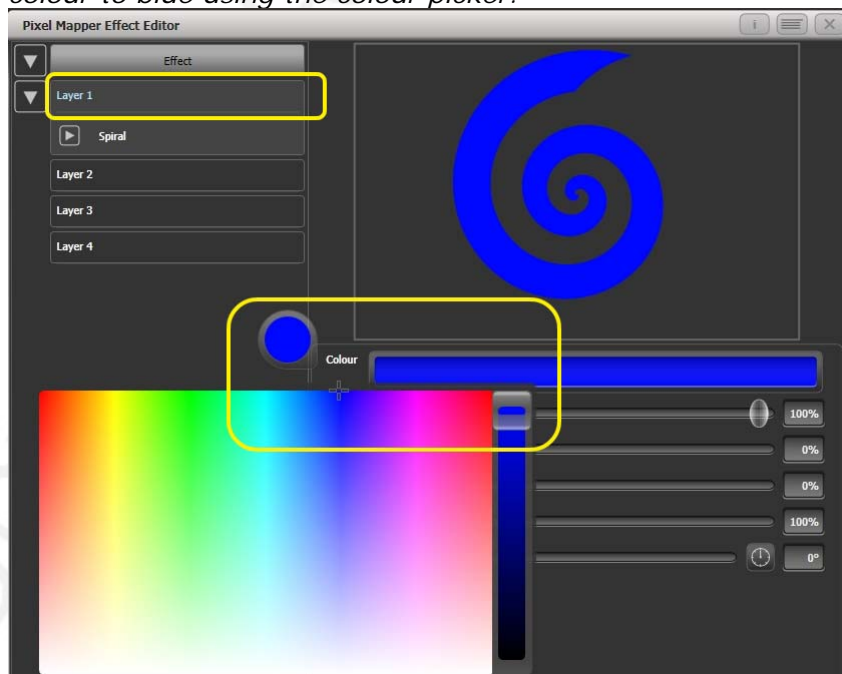 colour to blue using the colour picker.
Pixel Mapper Effect Editor
i
Effect
Layer 1
Spiral
Layer 2
Layer 3
Layer 4
Colour
100%
0%
0%
100%
0°